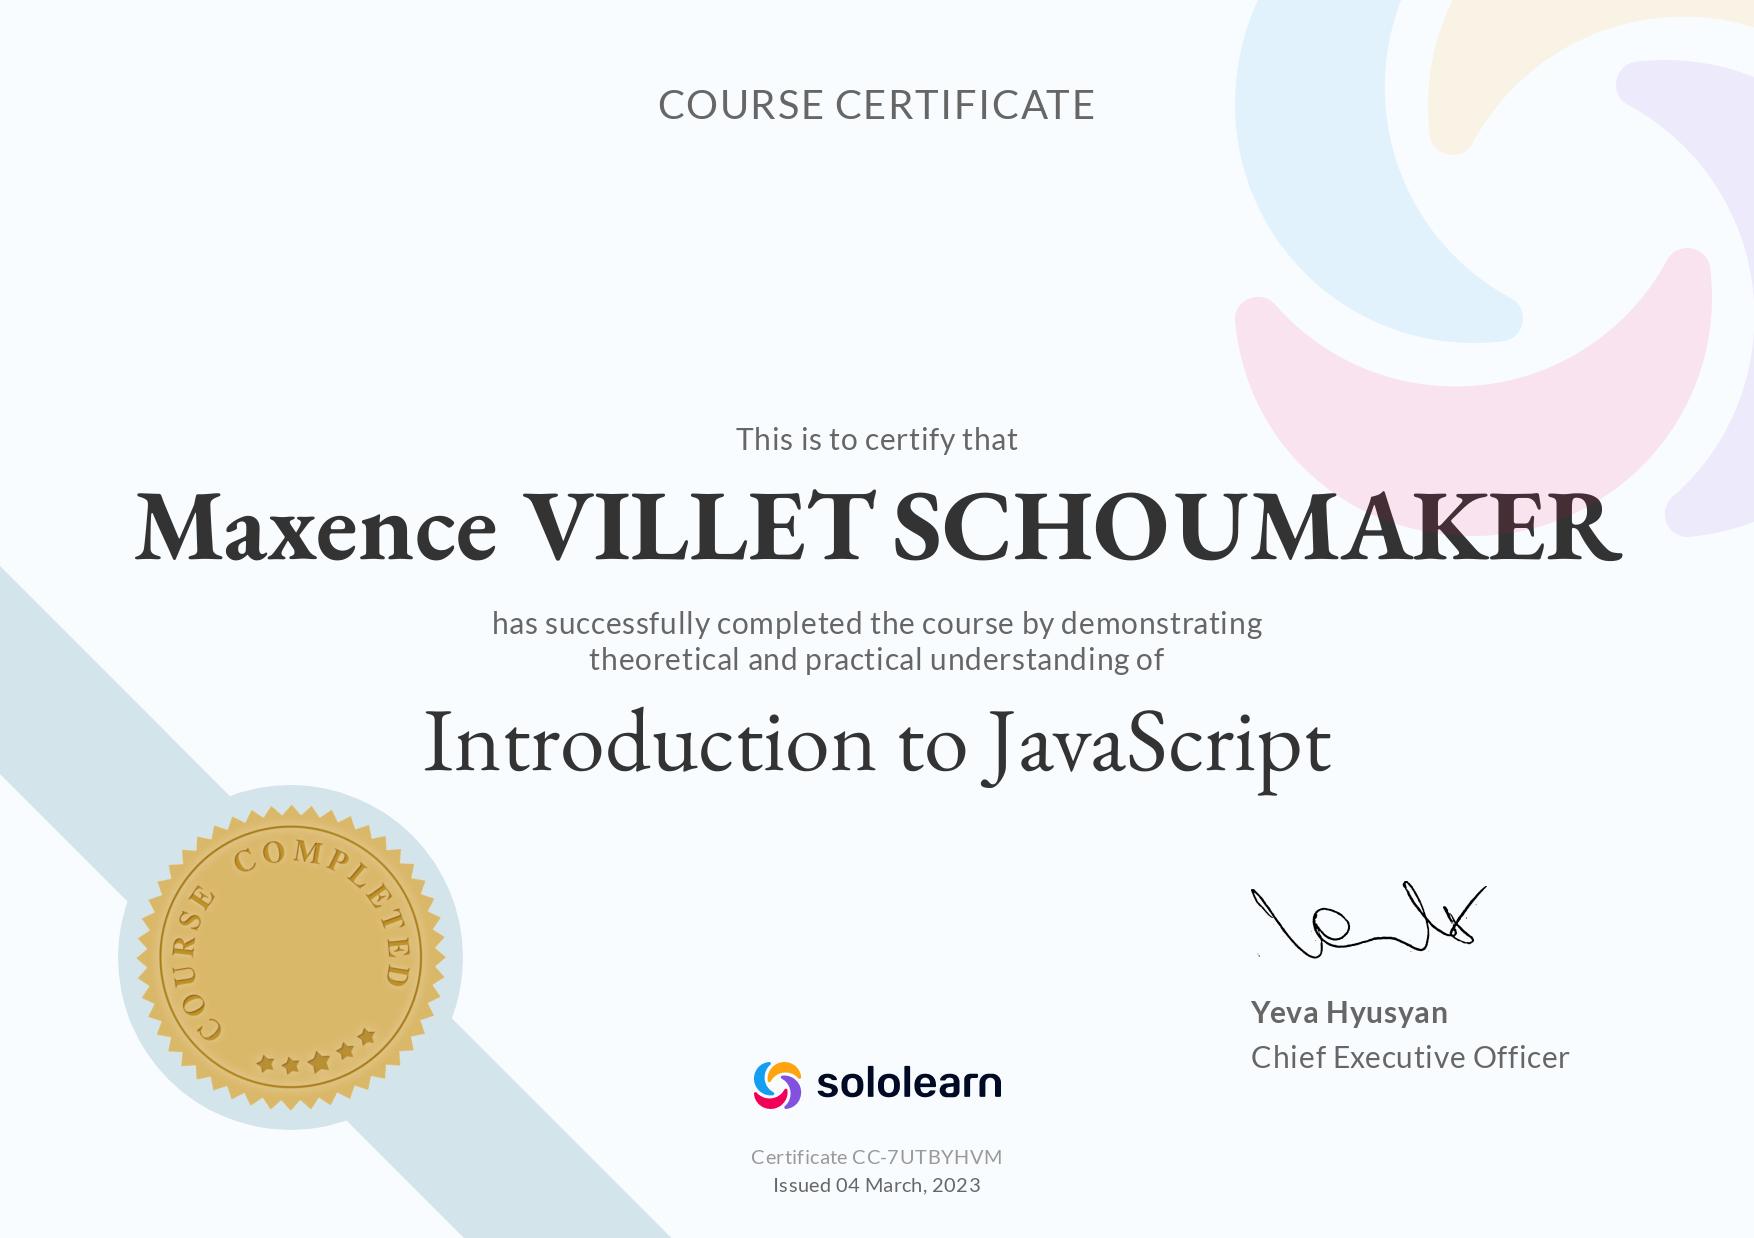 COURSE CERTIFICATE
This is to certify that
Maxence VILLET SCHOUMAKER
has successfully completed the course by demonstrating
theoretical and practical understanding of
Introduction to JavaScript
COURSE COMPLETED
Yeva Hyusyan
Chief Executive Officer
sololearn
Certificate CC-7UTBYHVM
Issued 04 March, 2023